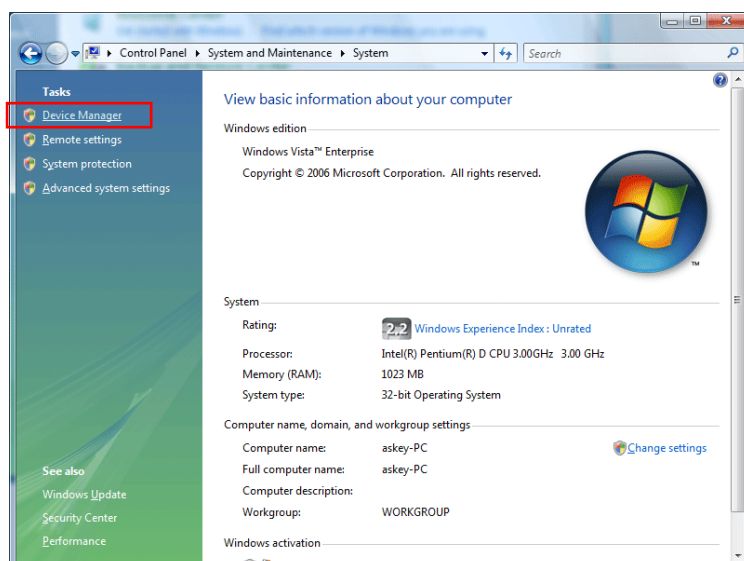 Control Panel ▸ System and Maintenance ▸ System
Search
Tasks
Device Manager
Remote settings
System protection
Advanced system settings
See also
Windows Update
Security Center
Performance
View basic information about your computer
Windows edition
Windows Vista™ Enterprise
Copyright © 2006 Microsoft Corporation. All rights reserved.
TM
System
Rating: 2,2 Windows Experience Index : Unrated
Processor: Intel(R) Pentium(R) D CPU 3.00GHz 3.00 GHz
Memory (RAM): 1023 MB
System type: 32-bit Operating System
Computer name, domain, and workgroup settings
Computer name: askey-PC Change settings
Full computer name: askey-PC
Computer description:
Workgroup: WORKGROUP
Windows activation